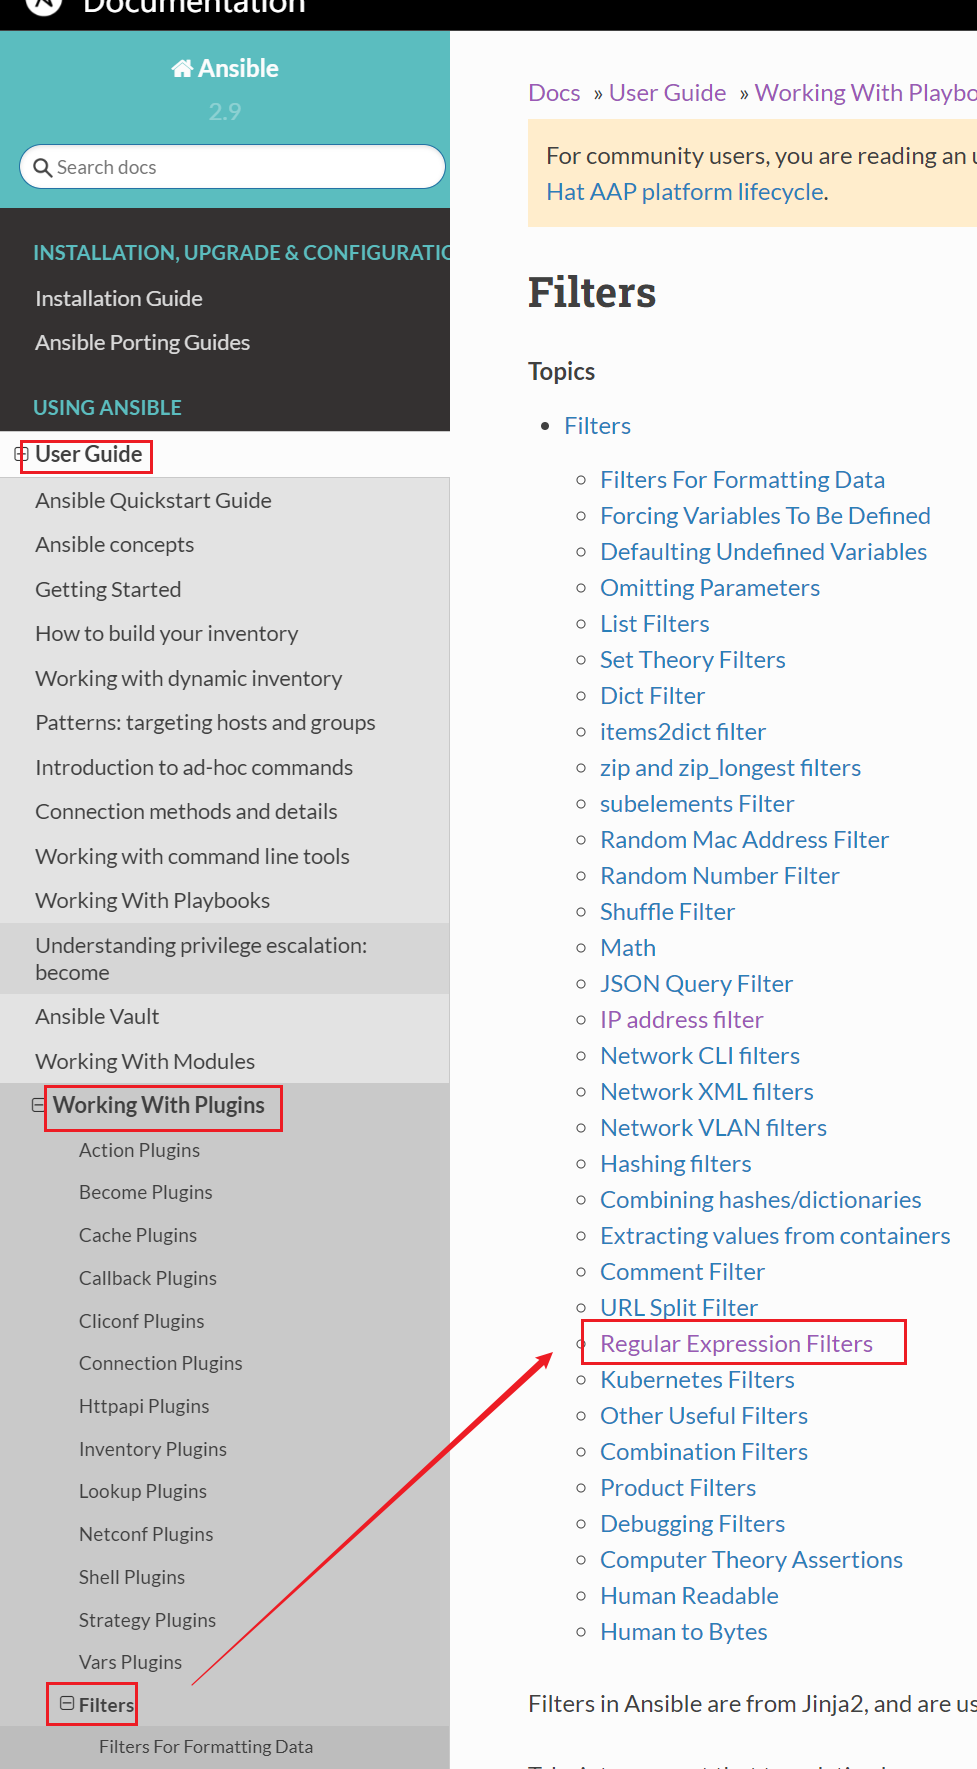 Documentation
Ansible
2.9
Search docs
INSTALLATION, UPGRADE & CONFIGURATIO
Installation Guide
Ansible Porting Guides
USING ANSIBLE
User Guide
Ansible Quickstart Guide
Ansible concepts
Getting Started
How to build your inventory
Working with dynamic inventory
Patterns: targeting hosts and groups
Introduction to ad-hoc commands
Connection methods and details
Working with command line tools
Working With Playbooks
Understanding privilege escalation:
become
Ansible Vault
Working With Modules
Working With Plugins
Action Plugins
Become Plugins
Cache Plugins
Callback Plugins
Cliconf Plugins
Connection Plugins
Httpapi Plugins
Inventory Plugins
Lookup Plugins
Netconf Plugins
Shell Plugins
Strategy Plugins
Vars Plugins
Filters
Filters For Formatting Data
Docs » User Guide » Working With Playbo
For community users, you are reading an u
Hat AAP platform lifecycle.
Filters
Topics
• Filters
Filters For Formatting Data
Forcing Variables To Be Defined
Defaulting Undefined Variables
Omitting Parameters
List Filters
Set Theory Filters
Dict Filter
items2dict filter
zip and zip_longest filters
subelements Filter
Random Mac Address Filter
Random Number Filter
Shuffle Filter
Math
JSON Query Filter
IP address filter
Network CLI filters
Network XML filters
Network VLAN filters
Hashing filters
Combining hashes/dictionaries
Extracting values from containers
Comment Filter
URL Split Filter
Regular Expression Filters
Kubernetes Filters
Other Useful Filters
Combination Filters
Product Filters
Debugging Filters
Computer Theory Assertions
Human Readable
Human to Bytes
Filters in Ansible are from Jinja2, and are us